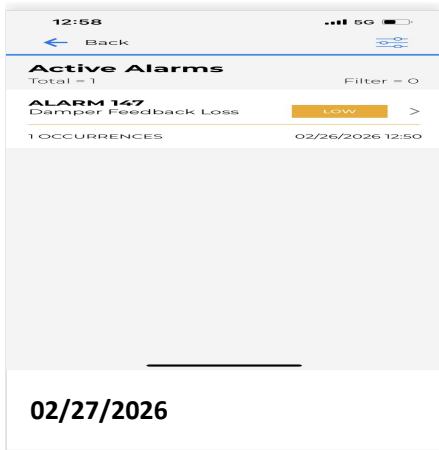 12:58 5G
Back
Active Alarms
Total = 1 Filter = 0
ALARM 147
Damper Feedback Loss LOW >
1 OCCURRENCES 02/26/2026 12:50
02/27/2026